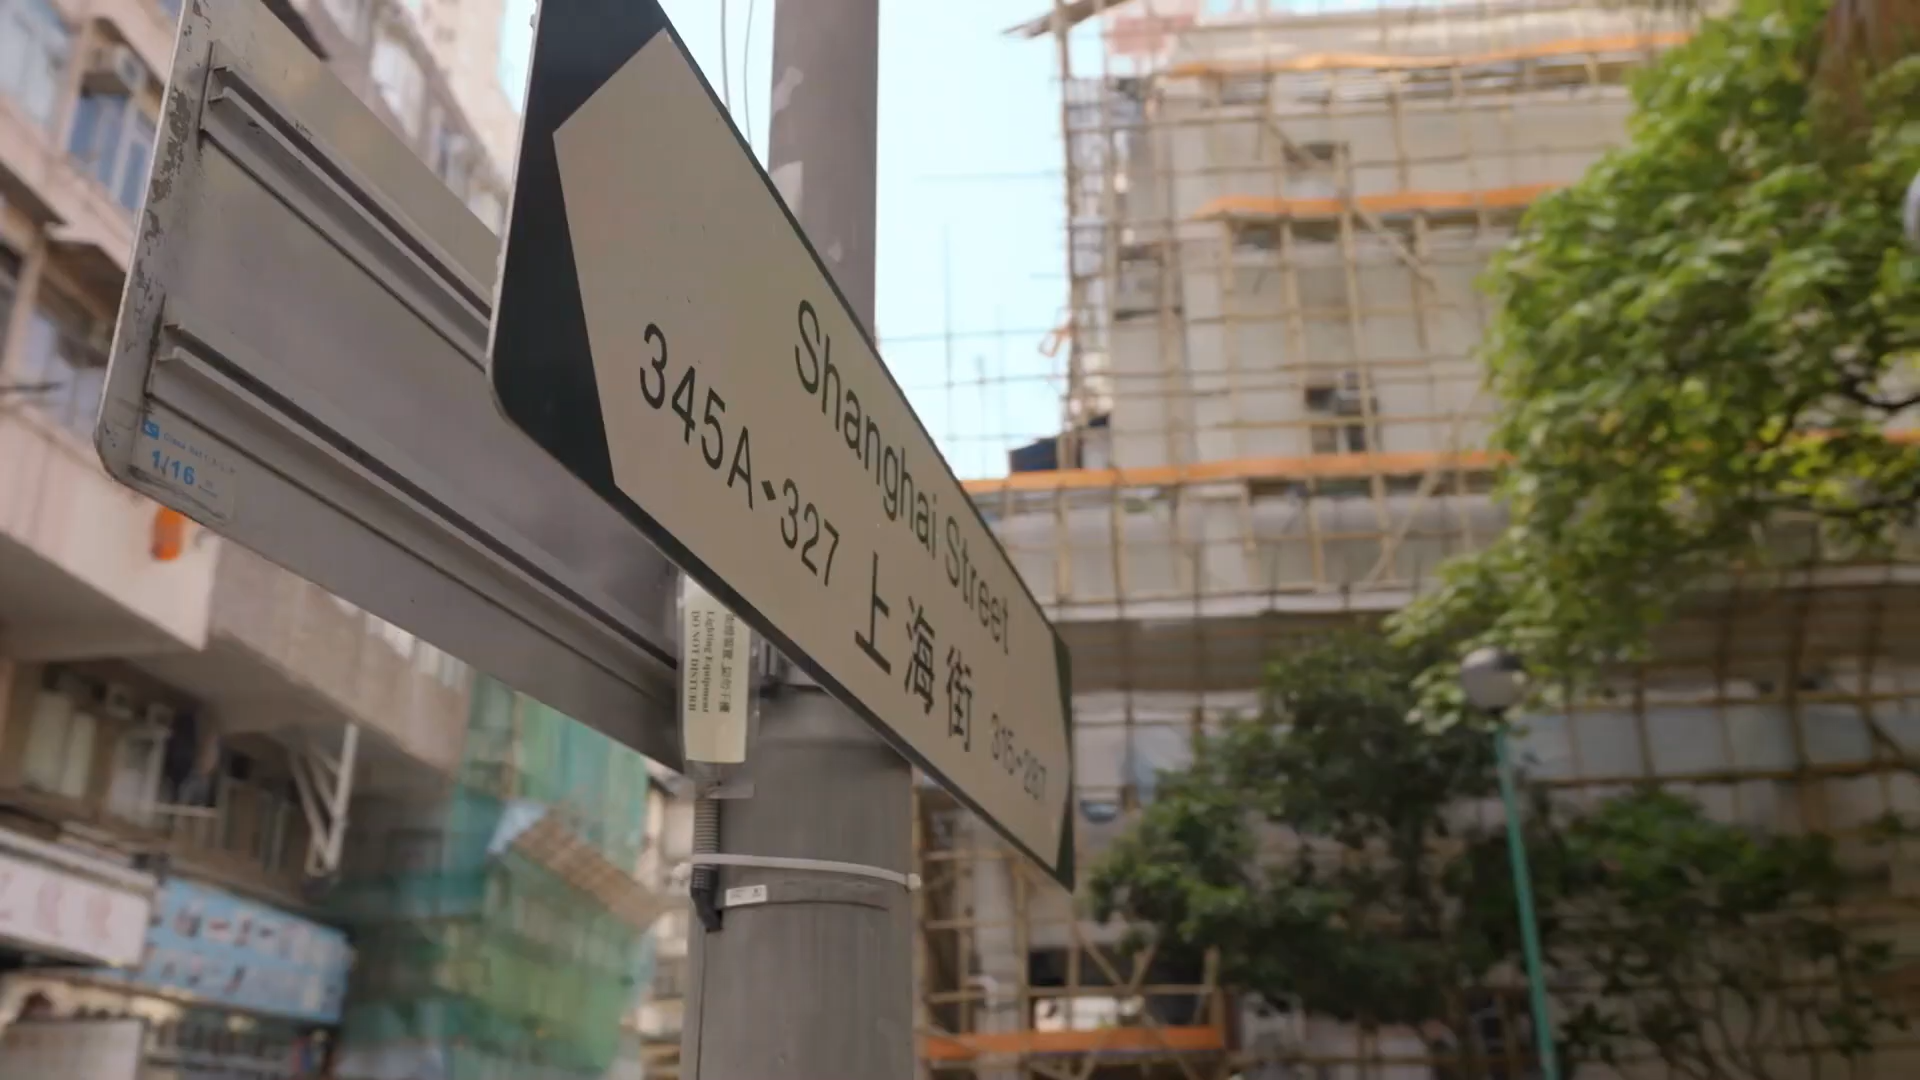 Shanghai Street
345A-327 上海街 315-287
1/16
Lighting Equipment
DO NOT DISTURB